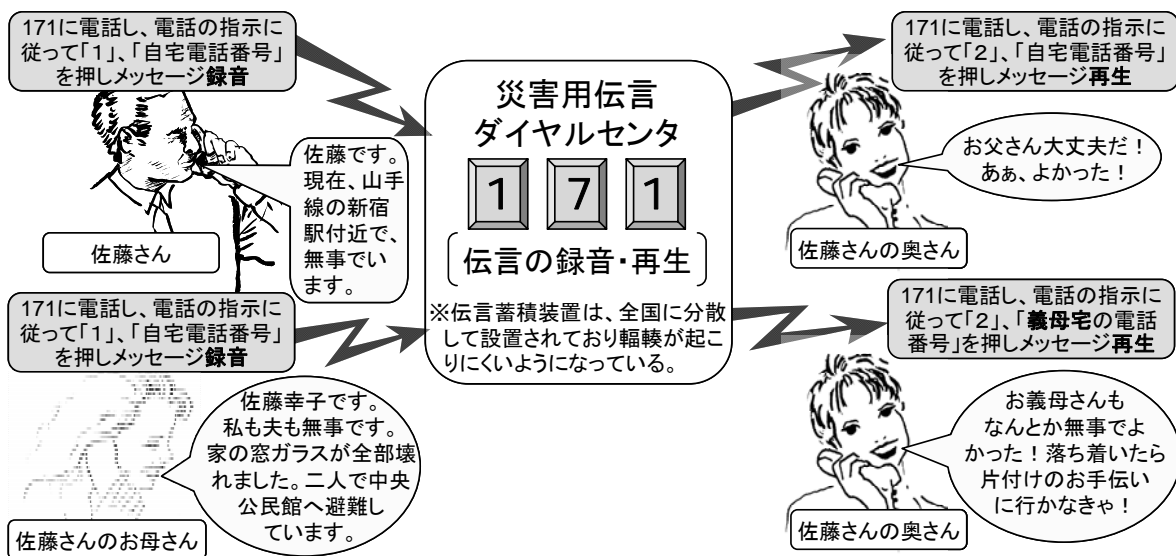 171に電話し、電話の指示に
従って「1」、「自宅電話番号」
を押しメッセージ録音
佐藤です。
現在、山手
線の新宿
駅付近で、
無事でい
ます。
佐藤さん
171に電話し、電話の指示に
従って「1」、「自宅電話番号」
を押しメッセージ録音
佐藤幸子です。
私も夫も無事です。
家の窓ガラスが全部壊
れました。二人で中央
公民館へ避難し
ています。
佐藤さんのお母さん
災害用伝言
ダイヤルセンタ
1 7 1
伝言の録音・再生
※伝言蓄積装置は、全国に分散
して設置されており輻輳が起こ
りにくいようになっている。
171に電話し、電話の指示に
従って「2」、「自宅電話番号」
を押しメッセージ再生
お父さん大丈夫だ!
あぁ、よかった!
佐藤さんの奥さん
171に電話し、電話の指示に
従って「2」、「義母宅の電話
番号」を押しメッセージ再生
お義母さんも
なんとか無事でよ
かった!落ち着いたら
片付けのお手伝い
に行かなきゃ!
佐藤さんの奥さん